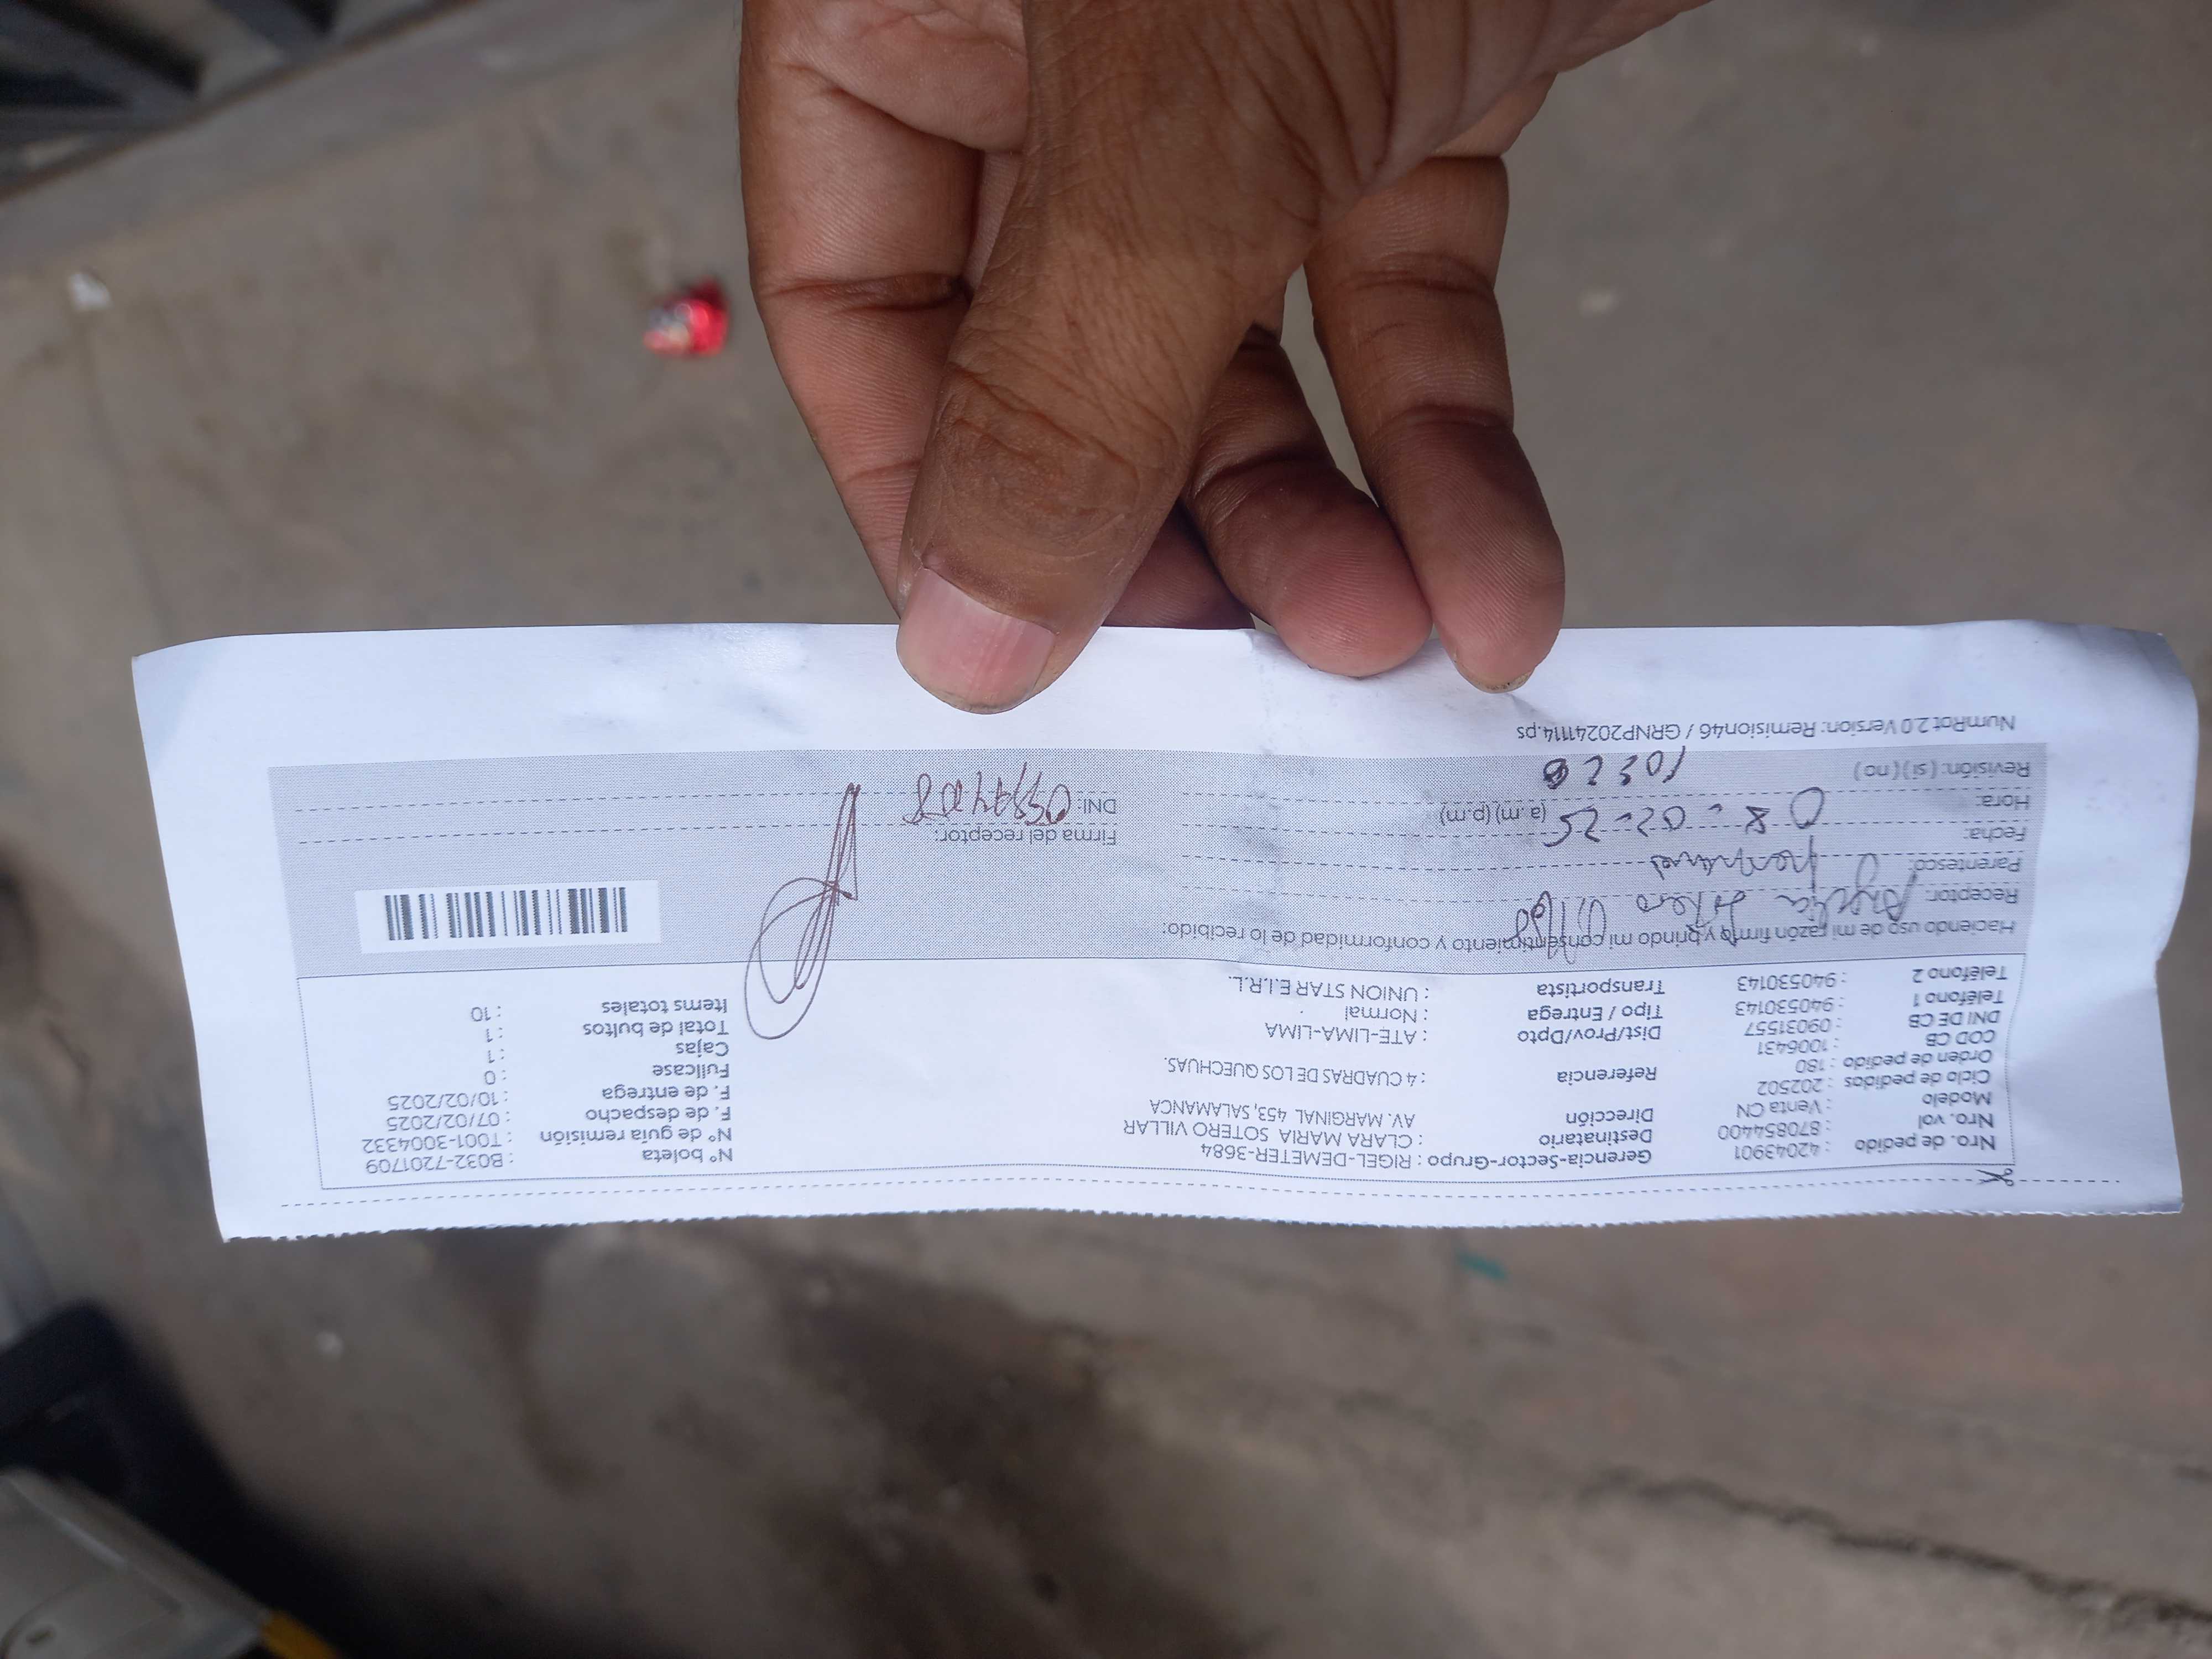 Nro. de pedido : 42043901 Gerencia-Sector-Grupo : RIGEL-DEMETER-3684 N° boleta : B032-7201709
Nro. vol : 870854400 Destinatario : CLARA MARIA SOTERO VILLAR N° de guía remisión : T001-3004332
Modelo : Venta CN Dirección AV. MARGINAL 453, SALAMANCA F. de despacho : 07/02/2025
Ciclo de pedidos : 202502 F. de entrega : 10/02/2025
Orden de pedido : 180 Referencia : 4 CUADRAS DE LOS QUECHUAS. Fullcase : 0
COD CB : 1006431 Cajas : 1
DNI DE CB : 09031557 Dist/Prov/Dpto : ATE-LIMA-LIMA Total de bultos : 1
Teléfono 1 : 940530143 Tipo / Entrega : Normal Items totales : 10
Teléfono 2 : 940530143 Transportista : UNION STAR E.I.R.L.
Haciendo uso de mi razón firmo y brindo mi consentimiento y conformidad de lo recibido:
Receptor: Sotero Villar
Parentesco:
Fecha: 08-02-25 Firma del receptor:
Hora: (a.m) (p.m) DNI:
Revisión: ( si ) ( no )
NumRot 2.0 Version: Remision46 / GRNP20241114.ps